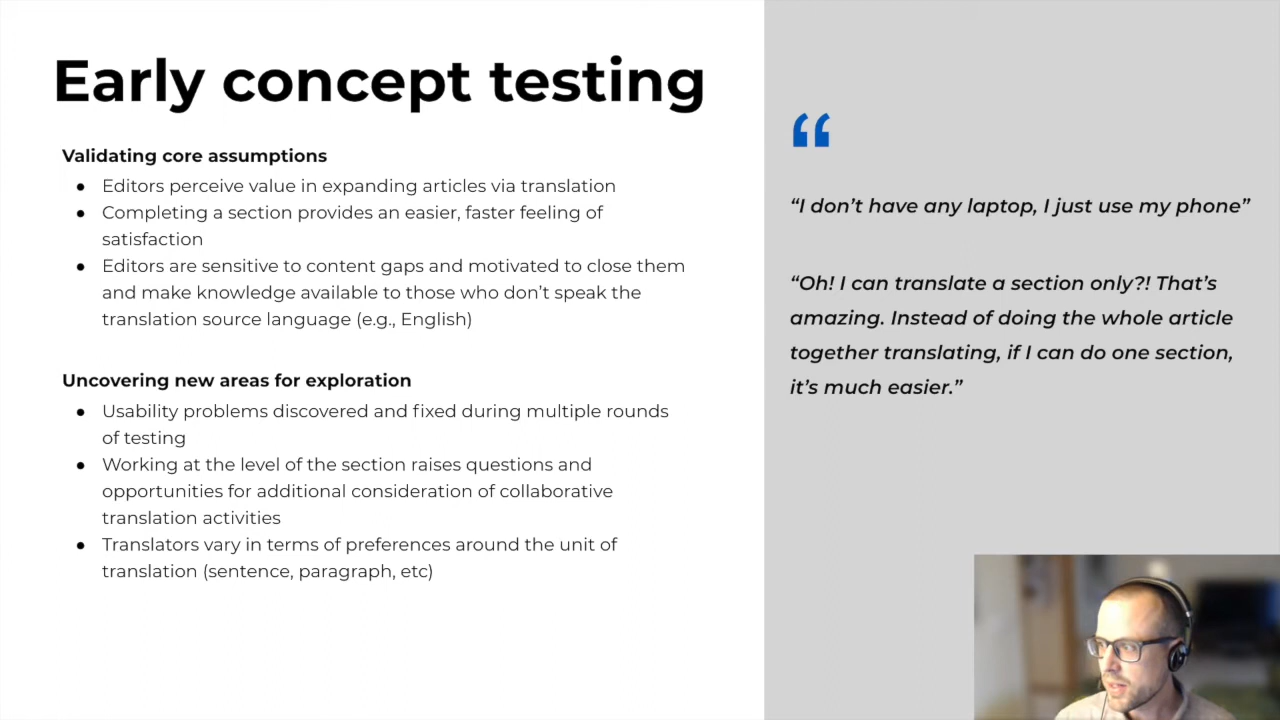 Early concept testing
Validating core assumptions
● Editors perceive value in expanding articles via translation
● Completing a section provides an easier, faster feeling of
satisfaction
● Editors are sensitive to content gaps and motivated to close them
and make knowledge available to those who don’t speak the
translation source language (e.g., English)
Uncovering new areas for exploration
● Usability problems discovered and fixed during multiple rounds
of testing
● Working at the level of the section raises questions and
opportunities for additional consideration of collaborative
translation activities
● Translators vary in terms of preferences around the unit of
translation (sentence, paragraph, etc)
“
“I don’t have any laptop, I just use my phone”
“Oh! I can translate a section only?! That’s
amazing. Instead of doing the whole article
together translating, if I can do one section,
it’s much easier.”